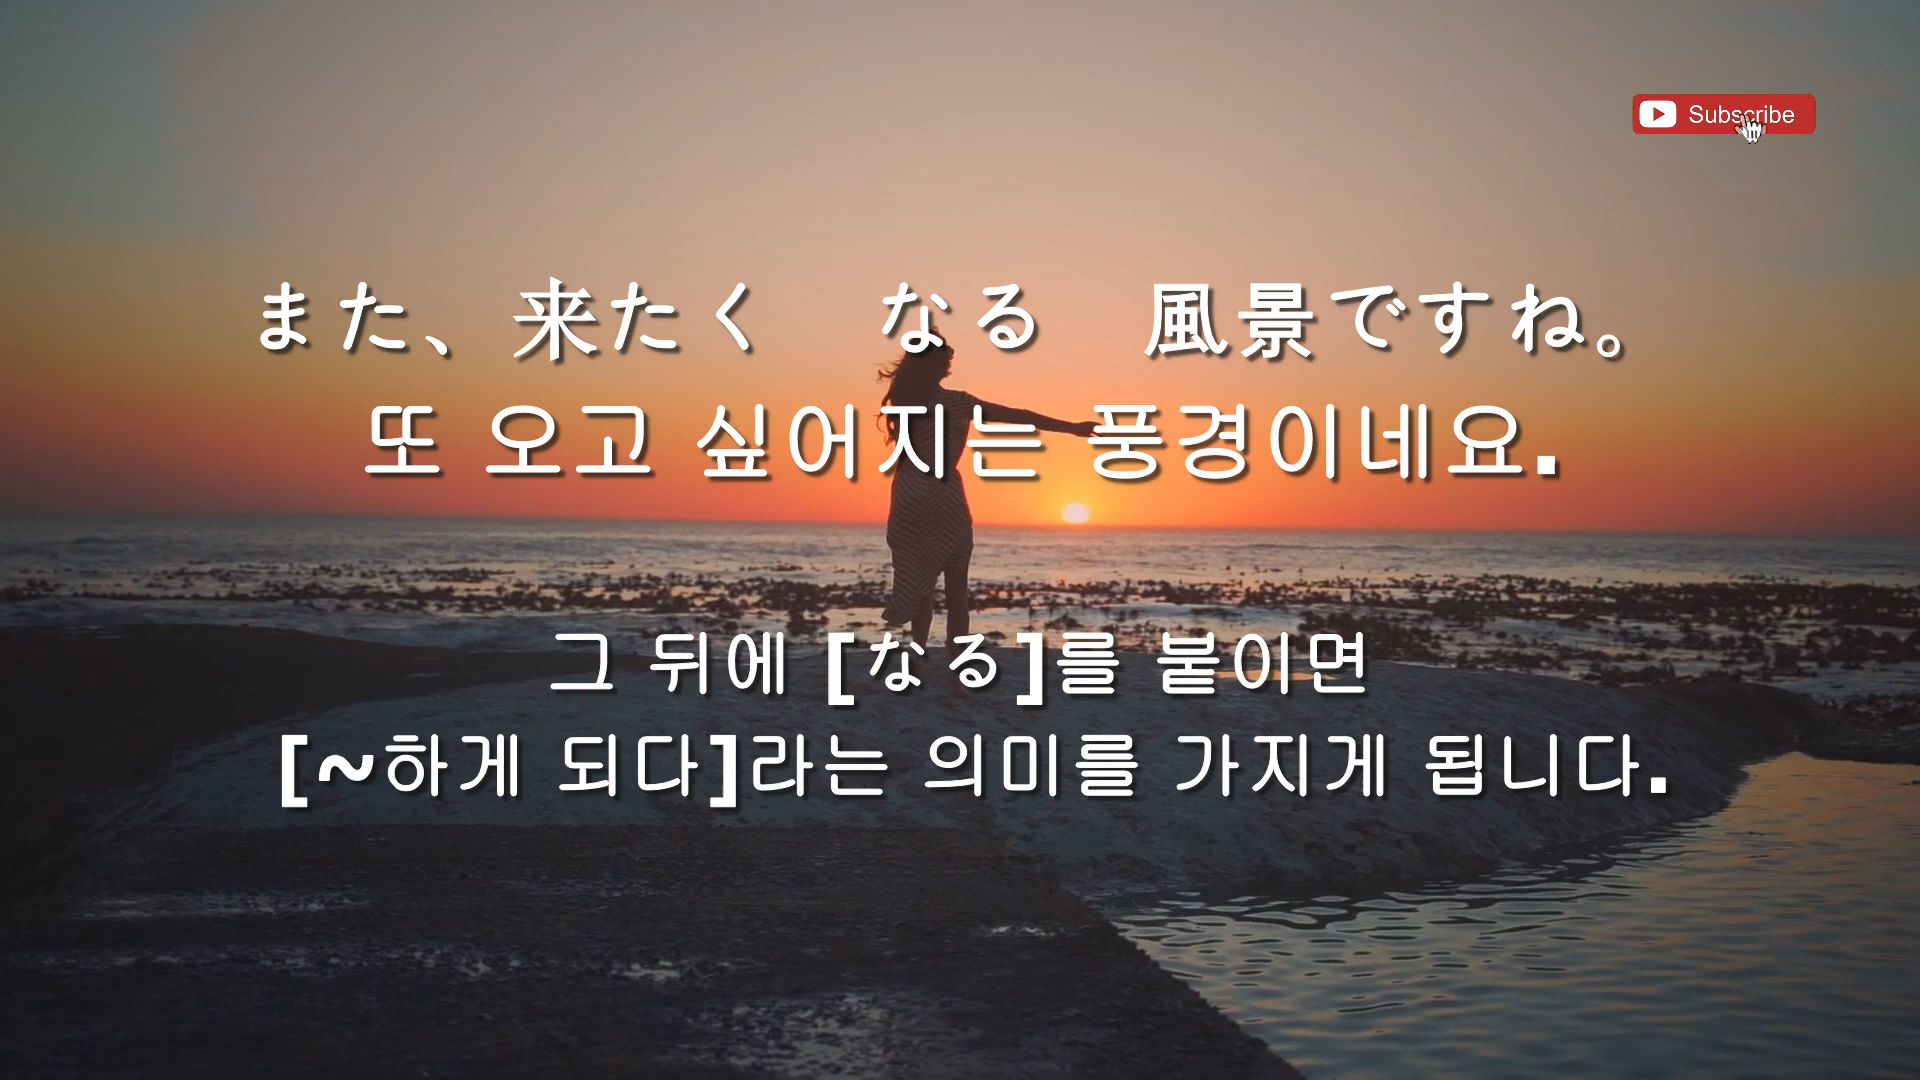 Subscribe
また、来たく　なる　風景ですね。
또 오고 싶어지는 풍경이네요.
그 뒤에 [なる]를 붙이면
[~하게 되다]라는 의미를 가지게 됩니다.